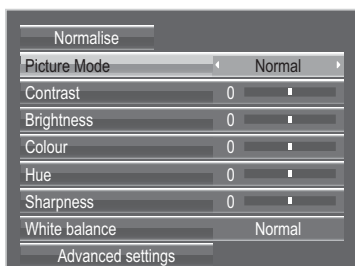 Normalise
Picture Mode Normal
Contrast 0
Brightness 0
Colour 0
Hue 0
Sharpness 0
White balance Normal
Advanced settings